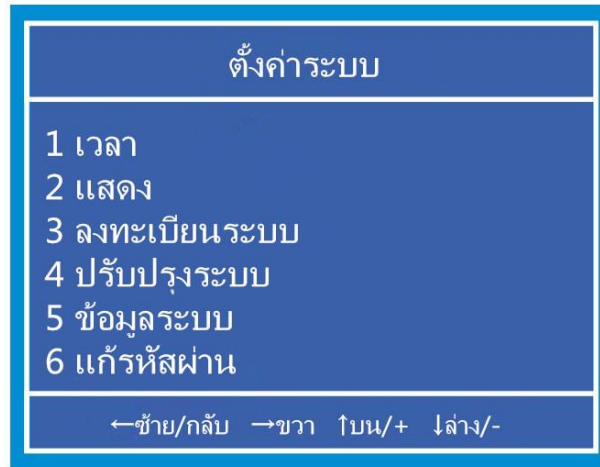 ตั้งค่าระบบ
1 เวลา
2 แสดง
3 ลงทะเบียนระบบ
4 ปรับปรุงระบบ
5 ข้อมูลระบบ
6 แก้รหัสผ่าน
←ซ้าย/กลับ →ขวา ↑บน/+ ↓ล่าง/-